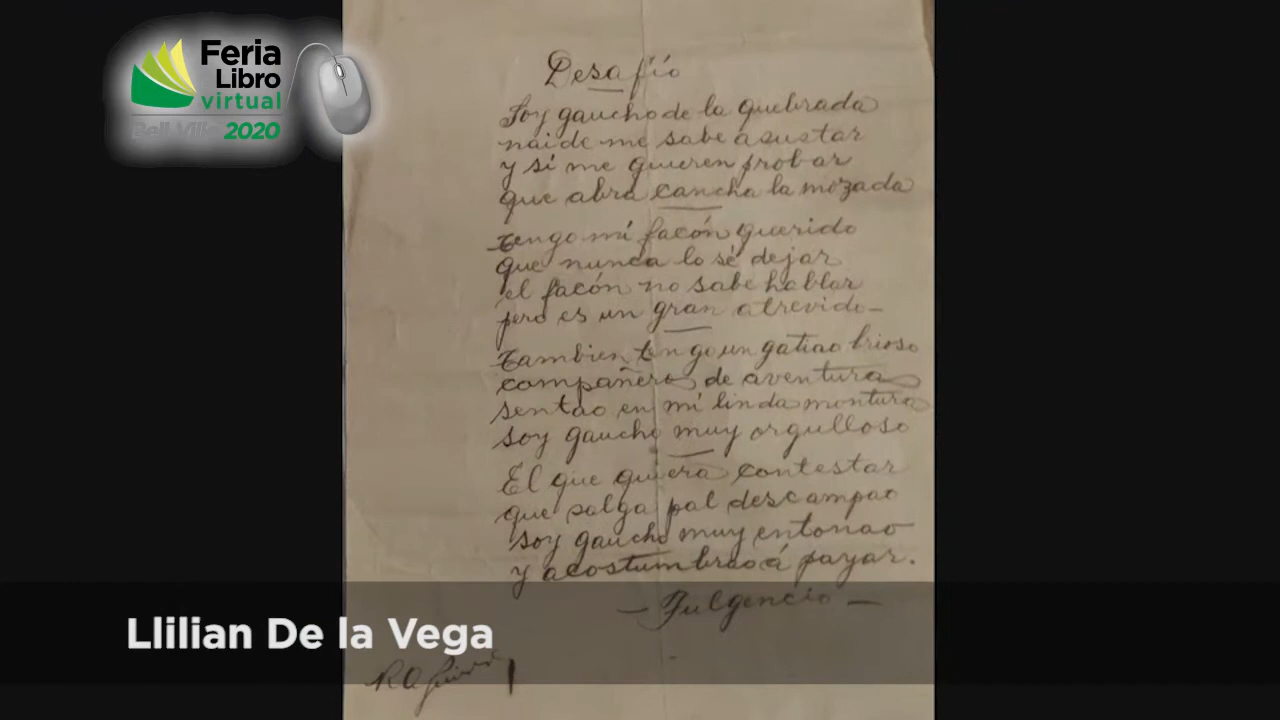 Feria
Libro
virtual
Bell Ville 2020
Desafío
Soy gaucho de la quebrada
naide me sabe asustar
y si me quieren probar
que abra cancha la mozada
tengo mi facón querido
que nunca lo sé dejar
el facón no sabe hablar
pero es un gran atrevido
tambien tengo un gatiao brioso
compañero de aventura
sentao en mi linda montura
soy gaucho muy orgulloso
El que quiera contestar
que salga pal descampao
soy gaucho muy entonao
y acostumbrao á payar.
— Fulgencio —
Llilian De la Vega